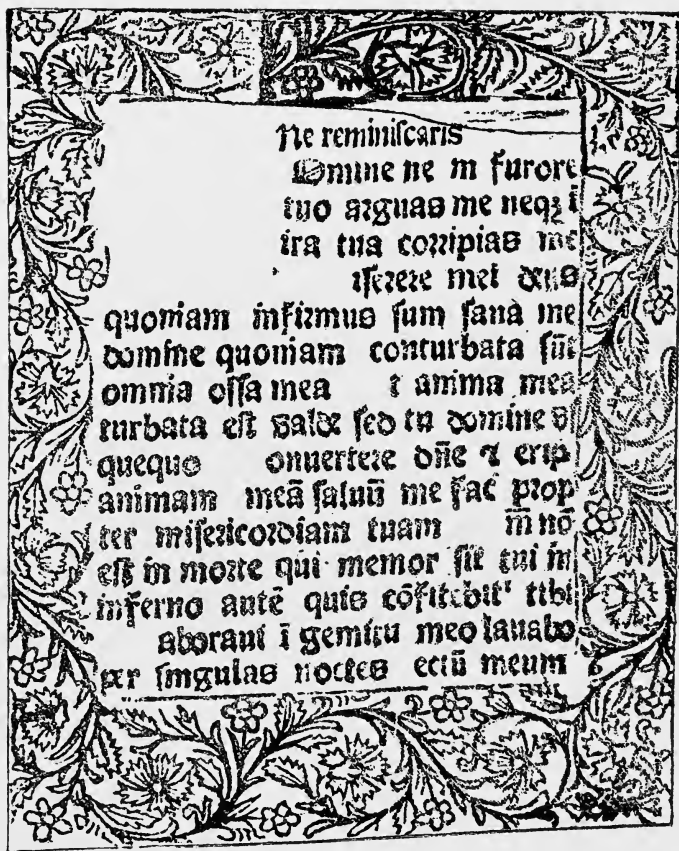 Ne reminiscaris
Domine ne in furore
tuo arguas me neqꝫ ī
ira tua corripias me
iserere mei deus
quoniam infirmus sum sana me
domine quoniam conturbata sūt
omnia ossa mea t anima mea
turbata est valde sed tu domine v
quequo onuertere dñe ⁊ erip
animam meā saluū me fac prop
ter misericordiam tuam m̄ nō
est in morte qui memor sit tui in
inferno autē quis cōfitebitᷣ tibi
aboraui ī gemitu meo lauabo
per singulas noctes ectū meum